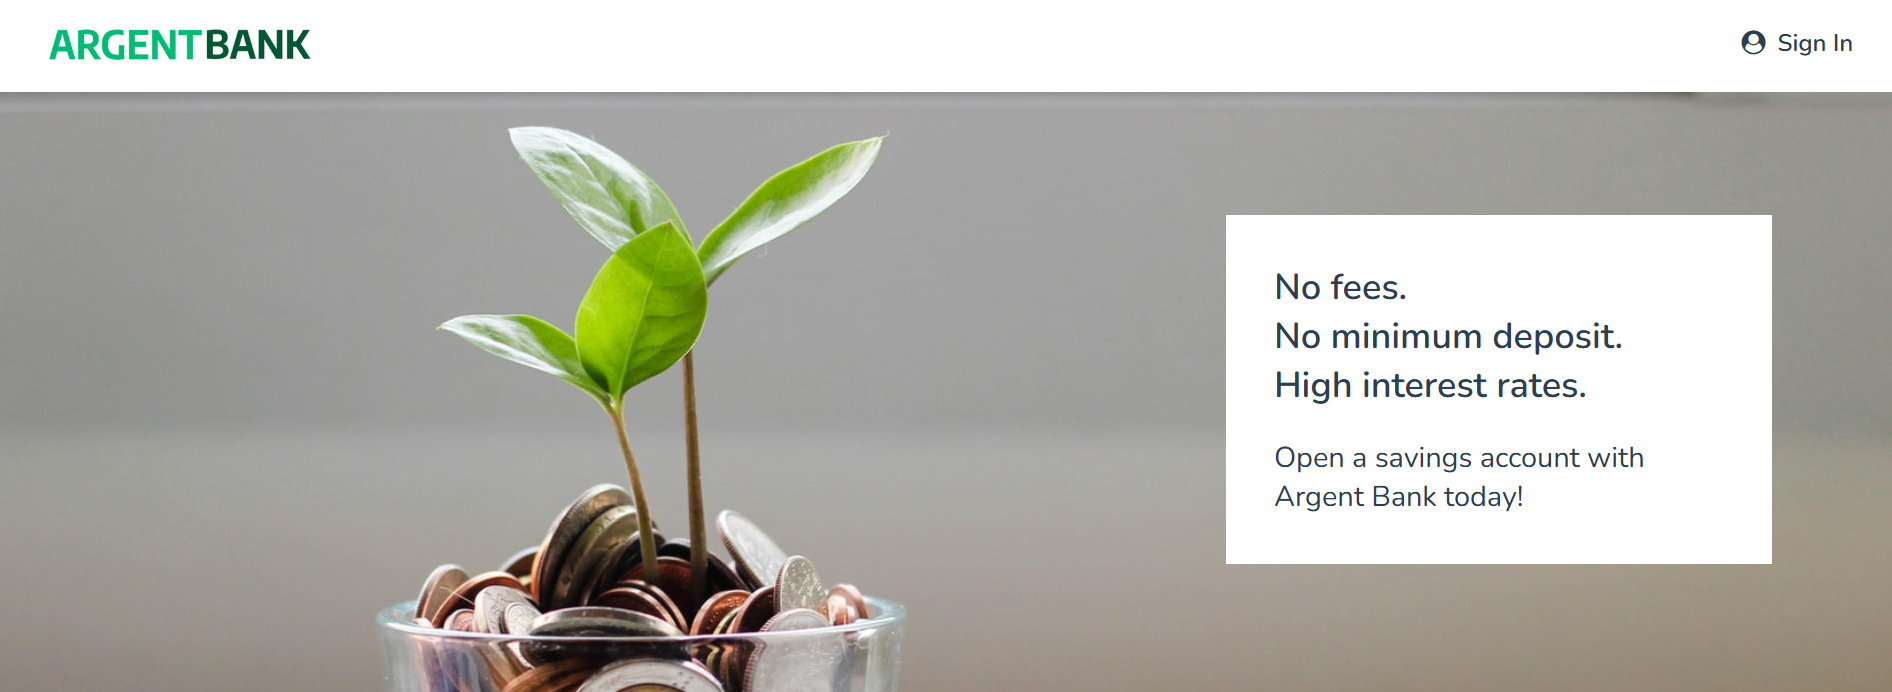 ARGENTBANK
Sign In
No fees.
No minimum deposit.
High interest rates.
Open a savings account with
Argent Bank today!